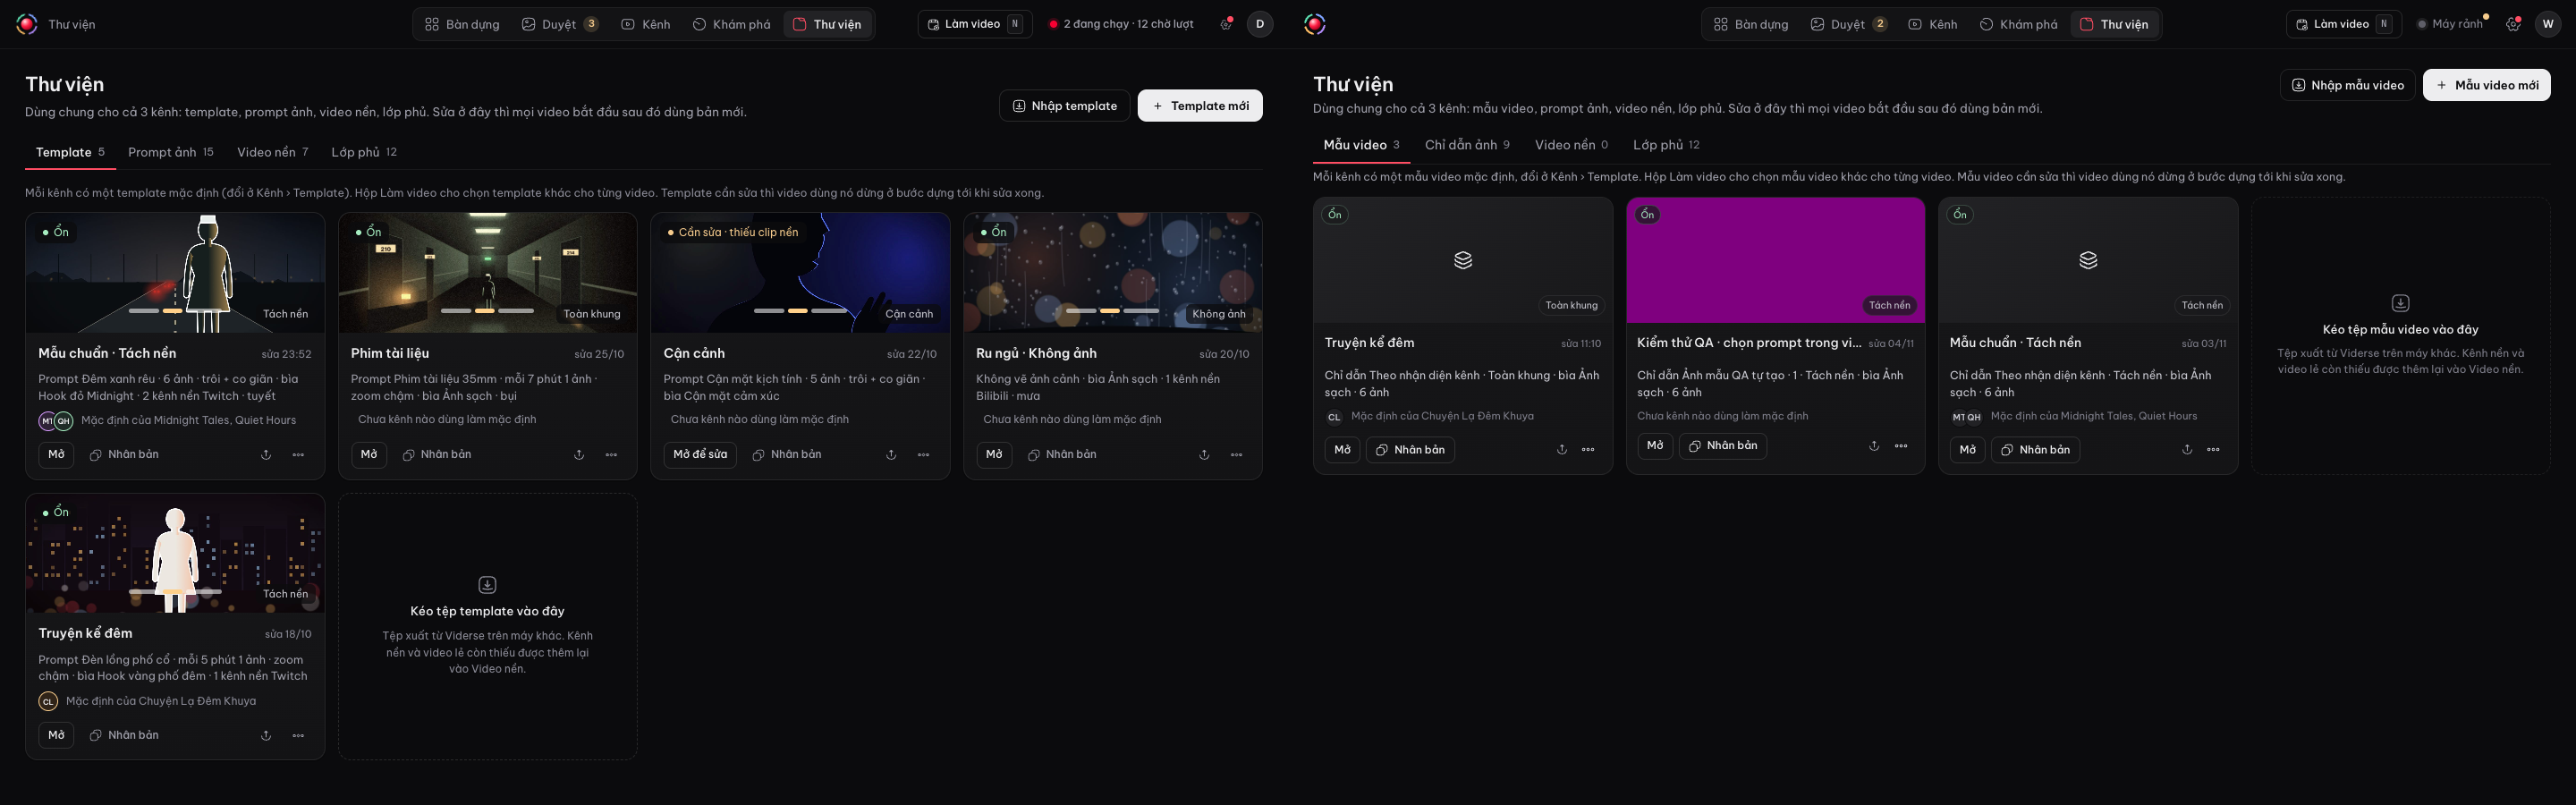 Thư viện
Bàn dựng
Duyệt 3
Kênh
Khám phá
Thư viện
Làm video N
2 đang chạy · 12 chờ lượt
D
Thư viện
Dùng chung cho cả 3 kênh: template, prompt ảnh, video nền, lớp phủ. Sửa ở đây thì mọi video bắt đầu sau đó dùng bản mới.
Nhập template
+ Template mới
Template 5
Prompt ảnh 15
Video nền 7
Lớp phủ 12
Mỗi kênh có một template mặc định (đổi ở Kênh › Template). Hộp Làm video cho chọn template khác cho từng video. Template cần sửa thì video dùng nó dừng ở bước dựng tới khi sửa xong.
Ổn
Tách nền
Mẫu chuẩn · Tách nền
sửa 23:52
Prompt Đêm xanh rêu · 6 ảnh · trôi + co giãn · bìa
Hook đỏ Midnight · 2 kênh nền Twitch · tuyết
MT QH Mặc định của Midnight Tales, Quiet Hours
Mở
Nhân bản
Ổn
210
214
Toàn khung
Phim tài liệu
sửa 25/10
Prompt Phim tài liệu 35mm · mỗi 7 phút 1 ảnh ·
zoom chậm · bìa Ảnh sạch · bụi
Chưa kênh nào dùng làm mặc định
Mở
Nhân bản
Cần sửa · thiếu clip nền
Cận cảnh
Cận cảnh
sửa 22/10
Prompt Cận mặt kịch tính · 5 ảnh · trôi + co giãn ·
bìa Cận mặt cảm xúc
Chưa kênh nào dùng làm mặc định
Mở để sửa
Nhân bản
Ổn
Không ảnh
Ru ngủ · Không ảnh
sửa 20/10
Không vẽ ảnh cảnh · bìa Ảnh sạch · 1 kênh nền
Bilibili · mưa
Chưa kênh nào dùng làm mặc định
Mở
Nhân bản
Ổn
Tách nền
Truyện kể đêm
sửa 18/10
Prompt Đèn lồng phố cổ · mỗi 5 phút 1 ảnh · zoom
chậm · bìa Hook vàng phố đêm · 1 kênh nền Twitch
CL Mặc định của Chuyện Lạ Đêm Khuya
Mở
Nhân bản
Kéo tệp template vào đây
Tệp xuất từ Viderse trên máy khác. Kênh
nền và video lẻ còn thiếu được thêm lại
vào Video nền.
Bàn dựng
Duyệt 2
Kênh
Khám phá
Thư viện
Làm video N
Máy rảnh
W
Thư viện
Dùng chung cho cả 3 kênh: mẫu video, prompt ảnh, video nền, lớp phủ. Sửa ở đây thì mọi video bắt đầu sau đó dùng bản mới.
Nhập mẫu video
+ Mẫu video mới
Mẫu video 3
Chỉ dẫn ảnh 9
Video nền 0
Lớp phủ 12
Mỗi kênh có một mẫu video mặc định, đổi ở Kênh › Template. Hộp Làm video cho chọn mẫu video khác cho từng video. Mẫu video cần sửa thì video dùng nó dừng ở bước dựng tới khi sửa xong.
Ổn
Toàn khung
Truyện kể đêm
sửa 11:10
Chỉ dẫn Theo nhận diện kênh · Toàn khung · bìa Ảnh
sạch · 6 ảnh
CL Mặc định của Chuyện Lạ Đêm Khuya
Mở
Nhân bản
Ổn
Tách nền
Kiểm thử QA · chọn prompt trong vi...
sửa 04/11
Chỉ dẫn Ảnh mẫu QA tự tạo · 1 · Tách nền · bìa Ảnh
sạch · 6 ảnh
Chưa kênh nào dùng làm mặc định
Mở
Nhân bản
Ổn
Tách nền
Mẫu chuẩn · Tách nền
sửa 03/11
Chỉ dẫn Theo nhận diện kênh · Tách nền · bìa Ảnh
sạch · 6 ảnh
MT QH Mặc định của Midnight Tales, Quiet Hours
Mở
Nhân bản
Kéo tệp mẫu video vào đây
Tệp xuất từ Viderse trên máy khác. Kênh nền và
video lẻ còn thiếu được thêm lại vào Video nền.